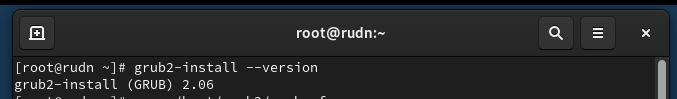 root@rudn:~
[root@rudn ~]# grub2-install --version
grub2-install (GRUB) 2.06